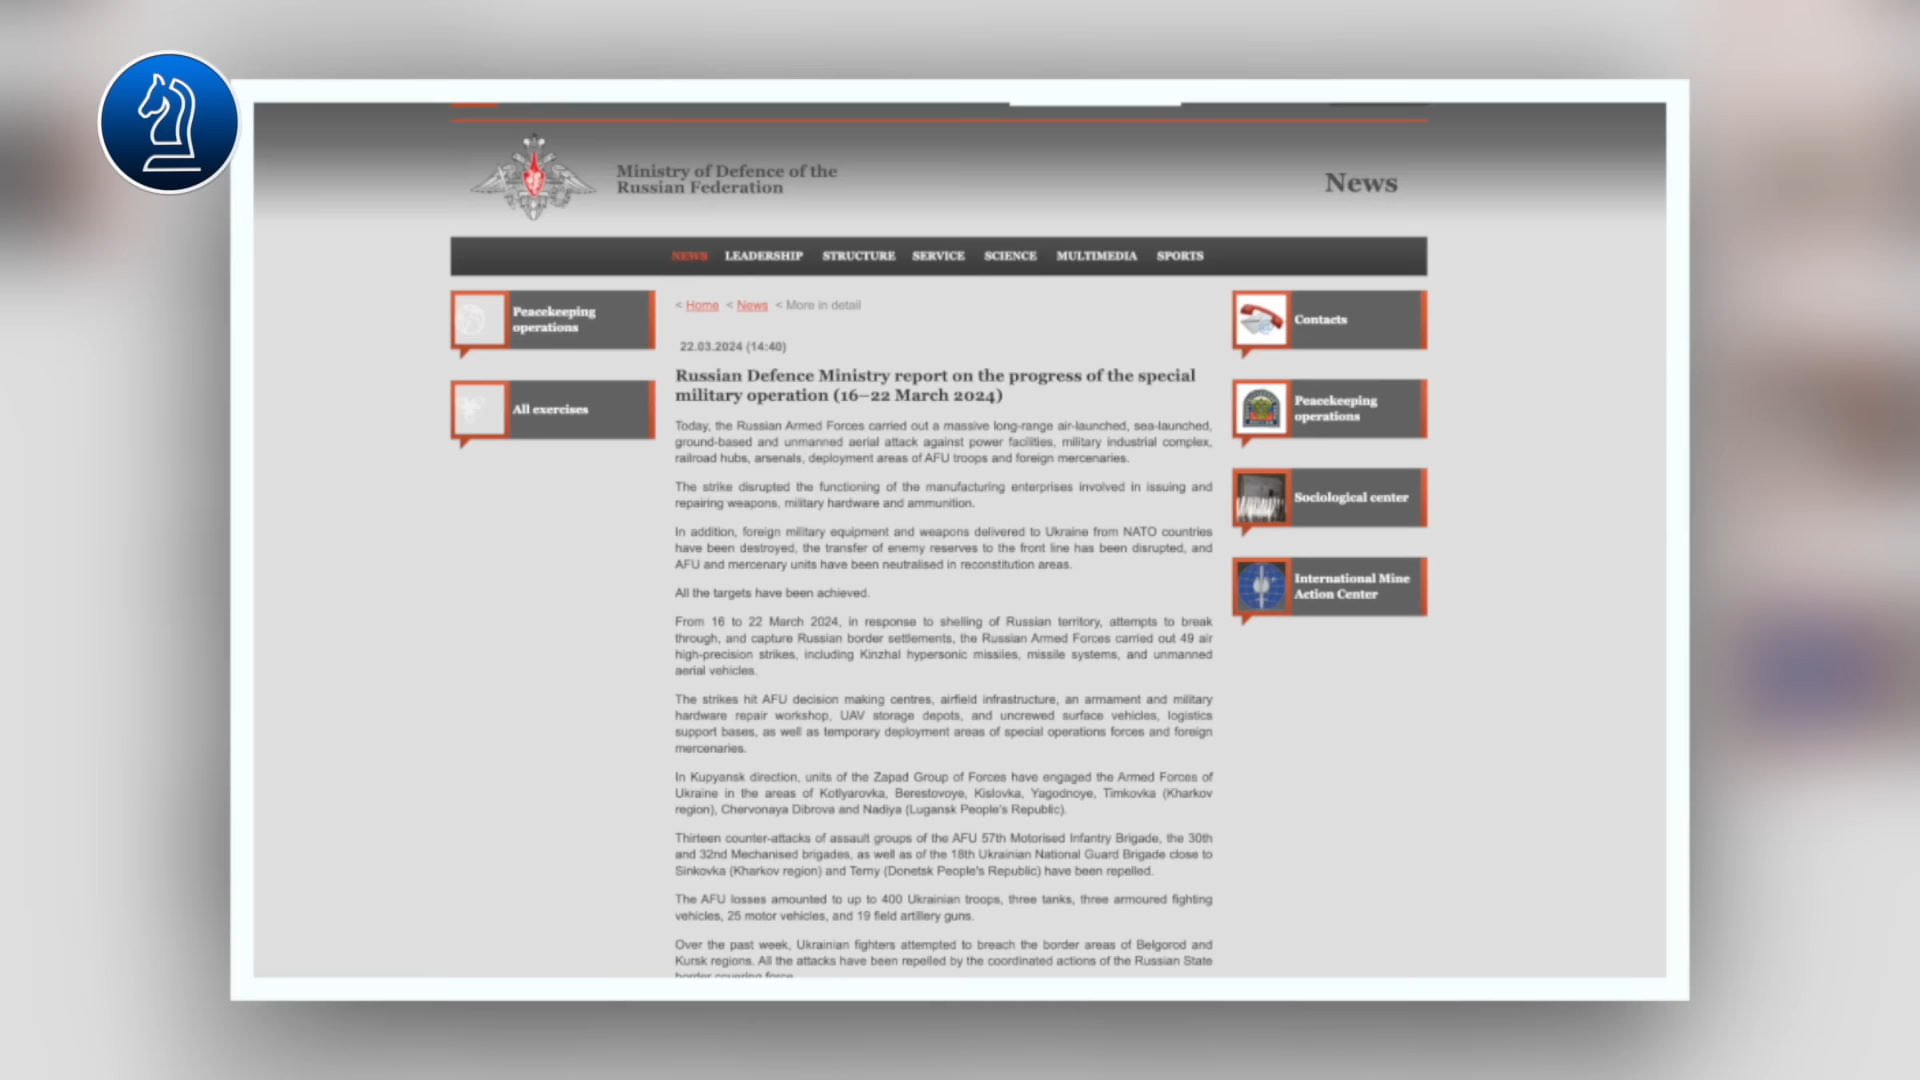 Ministry of Defence of the
Russian Federation
News
NEWS LEADERSHIP STRUCTURE SERVICE SCIENCE MULTIMEDIA SPORTS
Peacekeeping
operations
All exercises
< Home < News < More in detail
22.03.2024 (14:40)
Russian Defence Ministry report on the progress of the special
military operation (16–22 March 2024)
Today, the Russian Armed Forces carried out a massive long-range air-launched, sea-launched,
ground-based and unmanned aerial attack against power facilities, military industrial complex,
railroad hubs, arsenals, deployment areas of AFU troops and foreign mercenaries.
The strike disrupted the functioning of the manufacturing enterprises involved in issuing and
repairing weapons, military hardware and ammunition.
In addition, foreign military equipment and weapons delivered to Ukraine from NATO countries
have been destroyed, the transfer of enemy reserves to the front line has been disrupted, and
AFU and mercenary units have been neutralised in reconstitution areas.
All the targets have been achieved.
From 16 to 22 March 2024, in response to shelling of Russian territory, attempts to break
through, and capture Russian border settlements, the Russian Armed Forces carried out 49 air
high-precision strikes, including Kinzhal hypersonic missiles, missile systems, and unmanned
aerial vehicles.
The strikes hit AFU decision making centres, airfield infrastructure, an armament and military
hardware repair workshop, UAV storage depots, and uncrewed surface vehicles, logistics
support bases, as well as temporary deployment areas of special operations forces and foreign
mercenaries.
In Kupyansk direction, units of the Zapad Group of Forces have engaged the Armed Forces of
Ukraine in the areas of Kotlyarovka, Berestovoye, Kislovka, Yagodnoye, Timkovka (Kharkov
region), Chervonaya Dibrova and Nadiya (Lugansk People's Republic).
Thirteen counter-attacks of assault groups of the AFU 57th Motorised Infantry Brigade, the 30th
and 32nd Mechanised brigades, as well as of the 18th Ukrainian National Guard Brigade close to
Sinkovka (Kharkov region) and Terny (Donetsk People's Republic) have been repelled.
The AFU losses amounted to up to 400 Ukrainian troops, three tanks, three armoured fighting
vehicles, 25 motor vehicles, and 19 field artillery guns.
Over the past week, Ukrainian fighters attempted to breach the border areas of Belgorod and
Kursk regions. All the attacks have been repelled by the coordinated actions of the Russian State
border covering force.
Contacts
Peacekeeping
operations
Sociological center
International Mine
Action Center